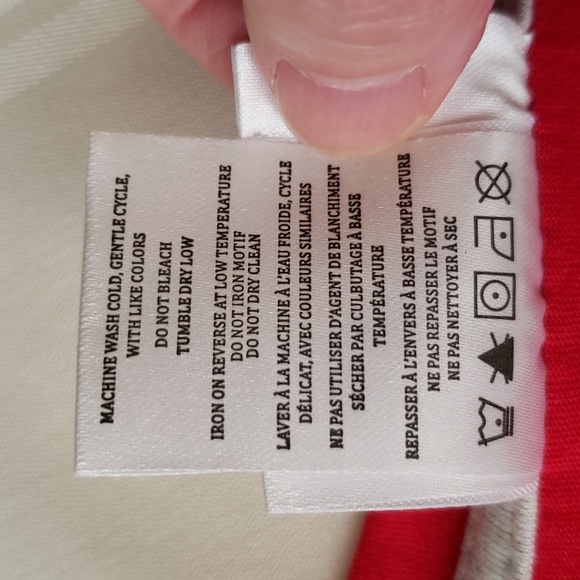 MACHINE WASH COLD, GENTLE CYCLE,
WITH LIKE COLORS
DO NOT BLEACH
TUMBLE DRY LOW
IRON ON REVERSE AT LOW TEMPERATURE
DO NOT IRON MOTIF
DO NOT DRY CLEAN
LAVER À LA MACHINE À L'EAU FROIDE, CYCLE
DÉLICAT, AVEC COULEURS SIMILAIRES
NE PAS UTILISER D'AGENT DE BLANCHIMENT
SÉCHER PAR CULBUTAGE À BASSE
TEMPÉRATURE
REPASSER À L'ENVERS À BASSE TEMPÉRATURE
NE PAS REPASSER LE MOTIF
NE PAS NETTOYER À SEC